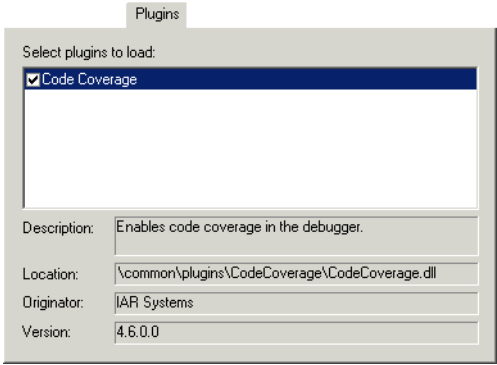 Plugins
Select plugins to load:
Code Coverage
Description: Enables code coverage in the debugger.
Location: \common\plugins\CodeCoverage\CodeCoverage.dll
Originator: IAR Systems
Version: 4.6.0.0